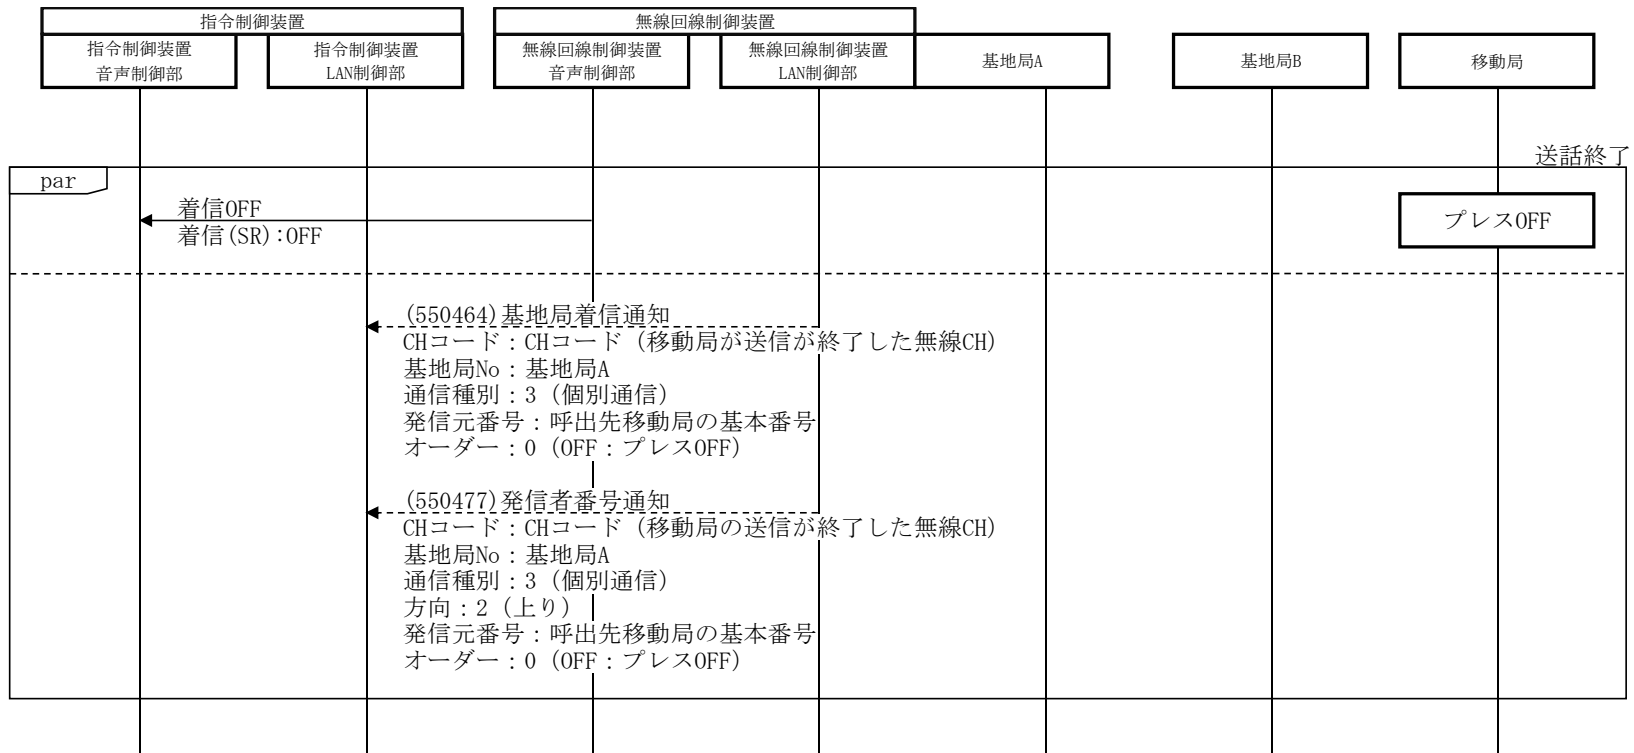 指令制御装置
無線回線制御装置
指令制御装置
音声制御部
指令制御装置
LAN制御部
無線回線制御装置
音声制御部
無線回線制御装置
LAN制御部
基地局A
基地局B
移動局
送話終了
par
プレスOFF
着信OFF
着信(SR):OFF
(550464)基地局着信通知
CHコード：CHコード（移動局が送信が終了した無線CH）
基地局No：基地局A
通信種別：3（個別通信）
発信元番号：呼出先移動局の基本番号
オーダー：0（OFF：プレスOFF）
(550477)発信者番号通知
CHコード：CHコード（移動局の送信が終了した無線CH）
基地局No：基地局A
通信種別：3（個別通信）
方向：2（上り）
発信元番号：呼出先移動局の基本番号
オーダー：0（OFF：プレスOFF）